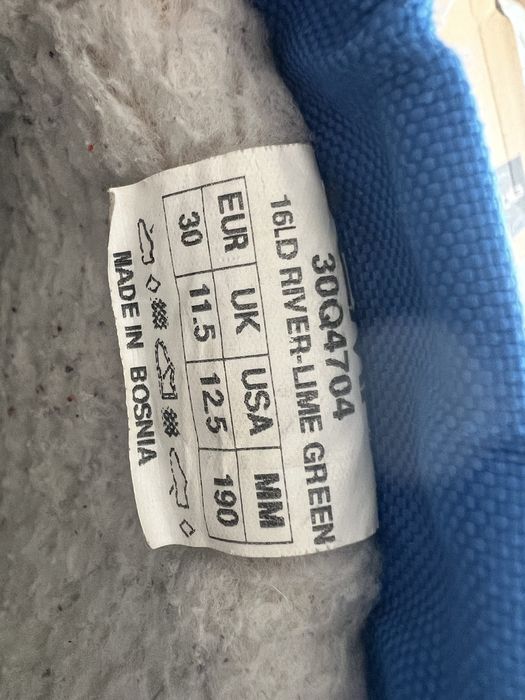 30Q4704
16LD RIVER-LIME GREEN
EUR UK USA MM
30 11.5 12.5 190
MADE IN BOSNIA